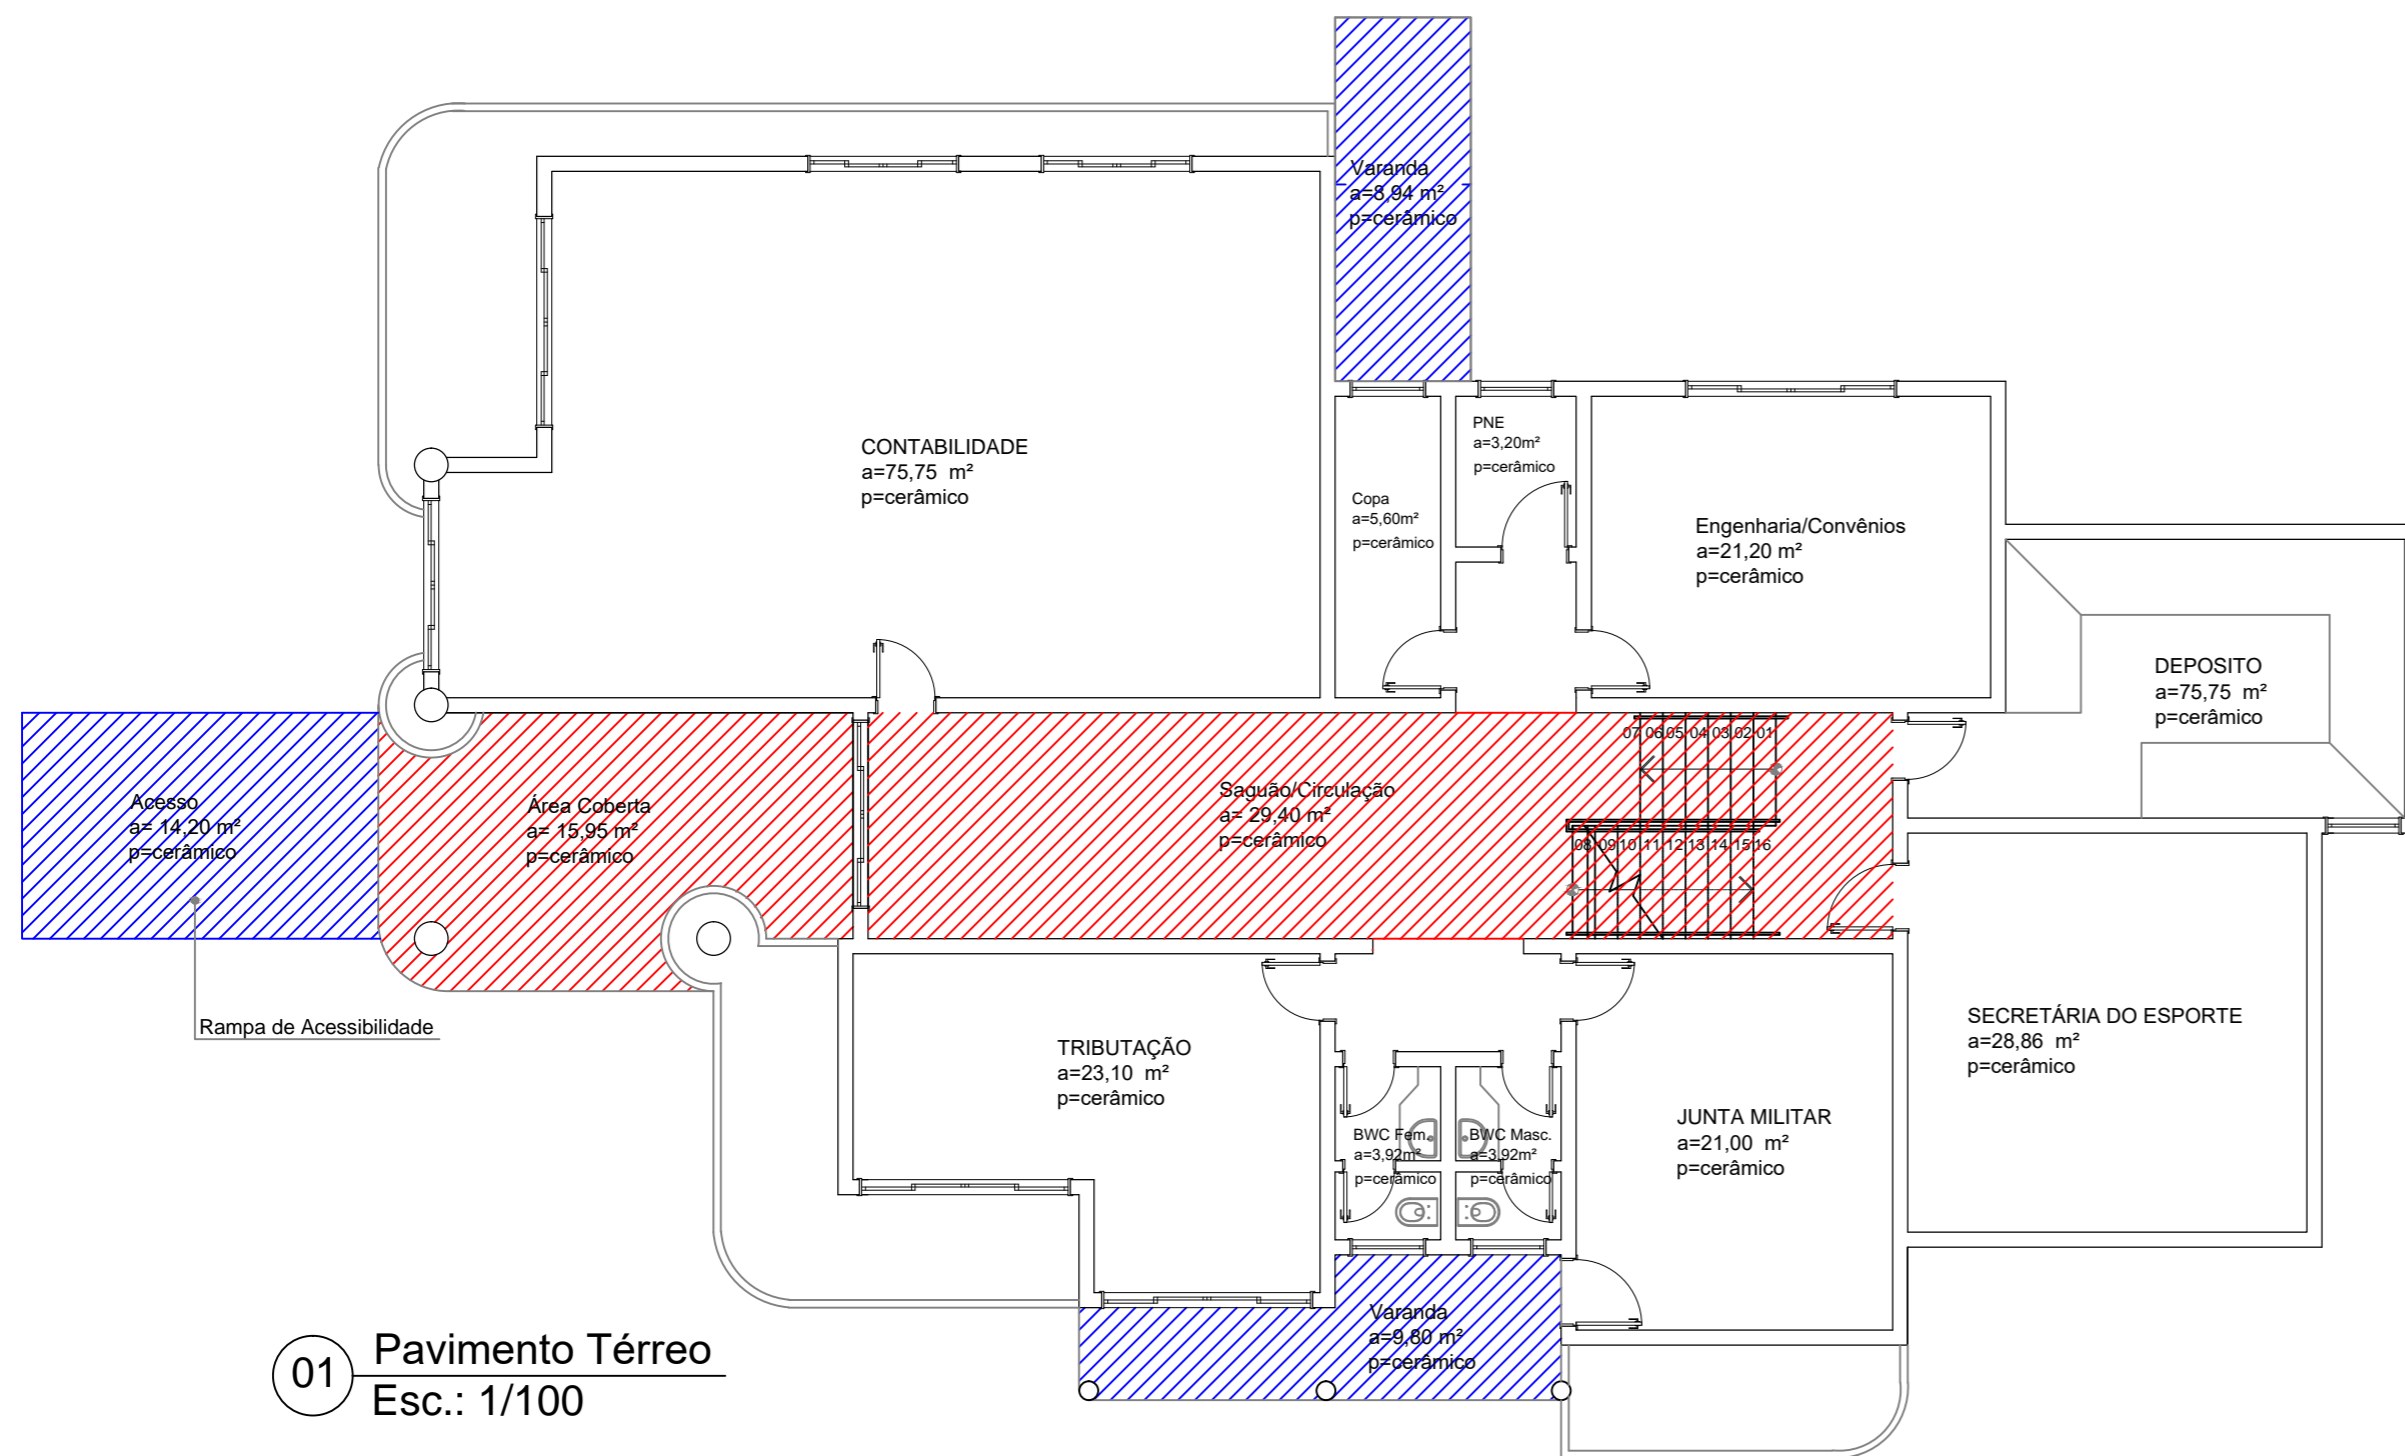 Varanda
a=8,94 m²
p=cerâmico
CONTABILIDADE
a=75,75 m²
p=cerâmico
PNE
a=3,20m²
p=cerâmico
Copa
a=5,60m²
p=cerâmico
Engenharia/Convênios
a=21,20 m²
p=cerâmico
DEPOSITO
a=75,75 m²
p=cerâmico
07 06 05 04 03 02 01
Acesso
a= 14,20 m²
p=cerâmico
Área Coberta
a= 15,95 m²
p=cerâmico
Saguão/Circulação
a= 29,40 m²
p=cerâmico
08 09 10 11 12 13 14 15 16
Rampa de Acessibilidade
TRIBUTAÇÃO
a=23,10 m²
p=cerâmico
SECRETÁRIA DO ESPORTE
a=28,86 m²
p=cerâmico
BWC Fem.
a=3,92m²
p=cerâmico
BWC Masc.
a=3,92m²
p=cerâmico
JUNTA MILITAR
a=21,00 m²
p=cerâmico
Varanda
a=9,80 m²
p=cerâmico
01
Pavimento Térreo
Esc.: 1/100